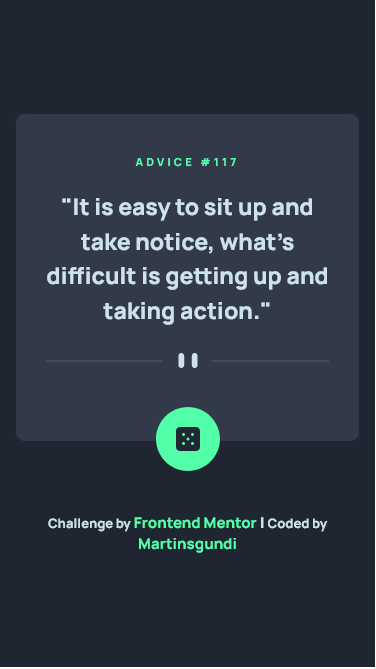 ADVICE #117
"It is easy to sit up and
take notice, what's
difficult is getting up and
taking action."
Challenge by Frontend Mentor | Coded by
Martinsgundi